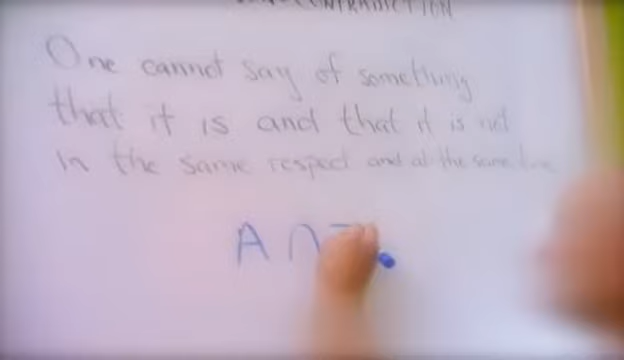 CONTRADICTION
One cannot say of something
that it is and that it is not
in the same respect and at the same time
A ∩